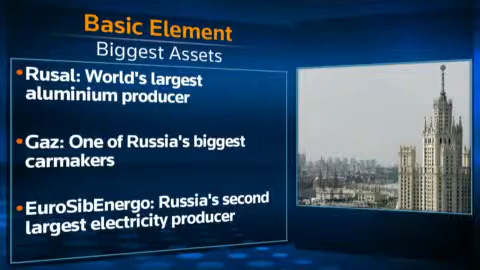 Basic Element
Biggest Assets
•Rusal: World's largest
aluminium producer
•Gaz: One of Russia's biggest
carmakers
•EuroSibEnergo: Russia's second
largest electricity producer